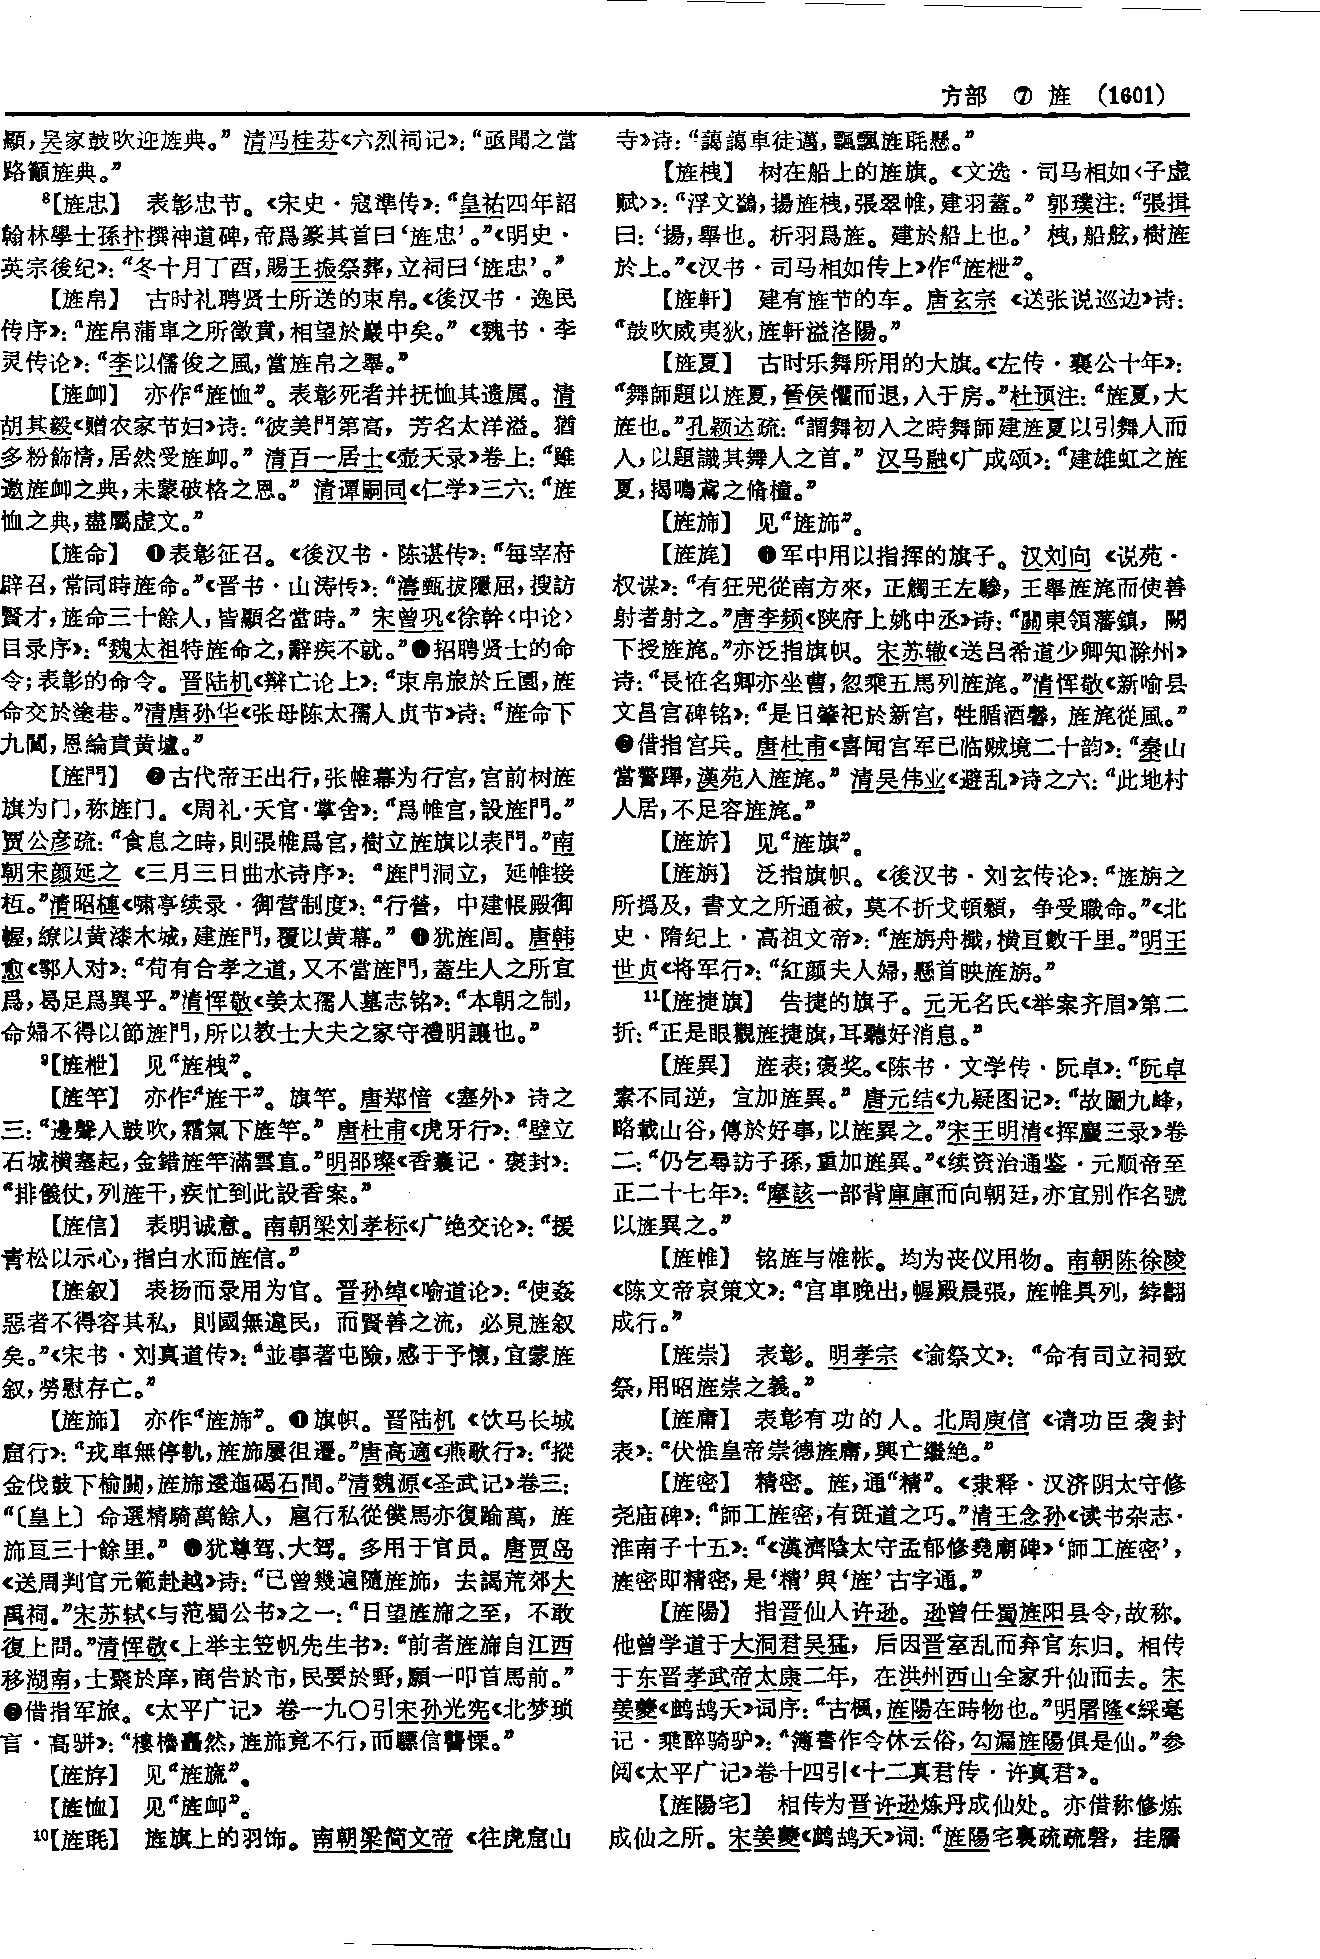 方部 ⑦ 旌 (1601)
顯，吴家鼓吹迎旌典。”清冯桂芬《六烈祠记》：“亟聞之當
路籲旌典。”
⁸【旌忠】 表彰忠节。《宋史·寇準传》：“皇祐四年詔
翰林學士孫抃撰神道碑，帝爲篆其首曰‘旌忠’。”《明史·
英宗後纪》：“冬十月丁酉，賜王振祭葬，立祠曰‘旌忠’。”
【旌帛】 古时礼聘贤士所送的束帛。《後汉书·逸民
传序》：“旌帛蒲車之所徵賁，相望於巖中矣。”《魏书·李
灵传论》：“李以儒俊之風，當旌帛之舉。”
【旌卹】 亦作“旌恤”。表彰死者并抚恤其遗属。清
胡其毅《赠农家节妇》诗：“彼美門第高，芳名太洋溢。猶
多粉飾情，居然受旌卹。”清百一居士《壶天录》卷上：“雖
邀旌卹之典，未蒙破格之恩。”清谭嗣同《仁学》三六：“旌
恤之典，盡屬虚文。”
【旌命】 ❶表彰征召。《後汉书·陈谌传》：“每宰府
辟召，常同時旌命。”《晋书·山涛传》：“濤甄拔隱屈，搜訪
賢才，旌命三十餘人，皆顯名當時。”宋曾巩《徐幹〈中论〉
目录序》：“魏太祖特旌命之，辭疾不就。”❷招聘贤士的命
令；表彰的命令。晋陆机《辩亡论上》：“束帛旅於丘園，旌
命交於塗巷。”清唐孙华《张母陈太孺人贞节》诗：“旌命下
九閽，恩綸賁黄壚。”
【旌門】 ❶古代帝王出行，张帷幕为行宫，宫前树旌
旗为门，称旌门。《周礼·天官·掌舍》：“爲帷宫，設旌門。”
贾公彦疏：“食息之時，則張帷爲宫，樹立旌旗以表門。”南
朝宋颜延之《三月三日曲水诗序》：“旌門洞立，延帷接
枑。”清昭槤《啸亭续录·御营制度》：“行營，中建帳殿御
幄，繚以黄漆木城，建旌門，覆以黄幕。”❷犹旌闾。唐韩
愈《鄠人对》：“苟有合孝之道，又不當旌門，蓋生人之所宜
爲，曷足爲異乎。”清恽敬《姜太孺人墓志铭》：“本朝之制，
命婦不得以節旌門，所以教士大夫之家守禮明讓也。”
⁹【旌枻】 见“旌栧”。
【旌竿】 亦作“旌干”。旗竿。唐郑愔《塞外》诗之
三：“邊聲入鼓吹，霜氣下旌竿。”唐杜甫《虎牙行》：“壁立
石城横塞起，金錯旌竿滿雲直。”明邵璨《香囊记·褒封》：
“排儀仗，列旌干，疾忙到此設香案。”
【旌信】 表明诚意。南朝梁刘孝标《广绝交论》：“援
青松以示心，指白水而旌信。”
【旌叙】 表扬而录用为官。晋孙绰《喻道论》：“使姦
惡者不得容其私，則國無違民，而賢善之流，必見旌叙
矣。”《宋书·刘真道传》：“並事著屯險，感于予懷，宜蒙旌
叙，勞慰存亡。”
【旌斾】 亦作“旌旆”。❶旗帜。晋陆机《饮马长城
窟行》：“戎車無停軌，旌斾屢徂遷。”唐高適《燕歌行》：“摐
金伐鼓下榆關，旌斾逶迤碣石間。”清魏源《圣武记》卷三：
“〔皇上〕命選精騎萬餘人，扈行私從僕馬亦復踰萬，旌
斾亘三十餘里。”❷犹尊驾、大驾。多用于官员。唐贾岛
《送周判官元範赴越》诗：“已曾幾遍隨旌斾，去謁荒郊大
禹祠。”宋苏轼《与范蜀公书》之一：“日望旌斾之至，不敢
復上問。”清恽敬《上举主笠帆先生书》：“前者旌斾自江西
移湖南，士聚於庠，商告於市，民要於野，願一叩首馬前。”
❸借指军旅。《太平广记》卷一九〇引宋孙光宪《北梦琐
言·高骈》：“樓櫓矗然，旌斾竟不行，而驃信讋慄。”
【旌斿】 见“旌旒”。
【旌恤】 见“旌卹”。
¹⁰【旌毦】 旌旗上的羽饰。南朝梁简文帝《往虎窟山
寺》诗：“藹藹車徒邁，飄飄旌毦懸。”
【旌栧】 树在船上的旌旗。《文选·司马相如〈子虚
赋〉》：“浮文鷁，揚旌栧，張翠帷，建羽蓋。”郭璞注：“張揖
曰：‘揚，舉也。析羽爲旌。建於船上也。’栧，船舷，樹旌
於上。”《汉书·司马相如传上》作“旌枻”。
【旌軒】 建有旌节的车。唐玄宗《送张说巡边》诗：
“鼓吹威夷狄，旌軒溢洛陽。”
【旌夏】 古时乐舞所用的大旗。《左传·襄公十年》：
“舞師題以旌夏，晉侯懼而退，入于房。”杜预注：“旌夏，大
旌也。”孔颖达疏：“謂舞初入之時舞師建旌夏以引舞人而
入，以題識其舞人之首。”汉马融《广成颂》：“建雄虹之旌
夏，揭鳴鳶之脩橦。”
【旌旆】 见“旌斾”。
【旌旄】 ❶军中用以指挥的旗子。汉刘向《说苑·
权谋》：“有狂兕從南方來，正觸王左驂，王舉旌旄而使善
射者射之。”唐李频《陕府上姚中丞》诗：“關東領藩鎮，闕
下授旌旄。”亦泛指旗帜。宋苏辙《送吕希道少卿知滁州》
诗：“長恠名卿亦坐曹，忽乘五馬列旌旄。”清恽敬《新喻县
文昌宫碑铭》：“是日肇祀於新宫，牲腯酒馨，旌旄從風。”
❷借指官兵。唐杜甫《喜闻官军已临贼境二十韵》：“秦山
當警蹕，漢苑入旌旄。”清吴伟业《避乱》诗之六：“此地村
人居，不足容旌旄。”
【旌旂】 见“旌旗”。
【旌旃】 泛指旗帜。《後汉书·刘玄传论》：“旌旃之
所撝及，書文之所通被，莫不折戈頓顙，争受職命。”《北
史·隋纪上·高祖文帝》：“旌旃舟檝，横亘數千里。”明王
世贞《将军行》：“紅颜夫人婦，懸首映旌旃。”
¹¹【旌捷旗】 告捷的旗子。元无名氏《举案齐眉》第二
折：“正是眼觀旌捷旗，耳聽好消息。”
【旌異】 旌表；褒奖。《陈书·文学传·阮卓》：“阮卓
素不同逆，宜加旌異。”唐元结《九疑图记》：“故圖九峰，
略載山谷，傳於好事，以旌異之。”宋王明清《挥麈三录》卷
二：“仍乞尋訪子孫，重加旌異。”《续资治通鉴·元顺帝至
正二十七年》：“摩該一部背庫庫而向朝廷，亦宜别作名號
以旌異之。”
【旌帷】 铭旌与帷帐。均为丧仪用物。南朝陈徐陵
《陈文帝哀策文》：“宫車晚出，幄殿晨張，旌帷具列，綍翿
成行。”
【旌崇】 表彰。明孝宗《谕祭文》：“命有司立祠致
祭，用昭旌崇之義。”
【旌庸】 表彰有功的人。北周庾信《请功臣袭封
表》：“伏惟皇帝崇德旌庸，興亡繼絶。”
【旌密】 精密。旌，通“精”。《隶释·汉济阴太守修
尧庙碑》：“師工旌密，有班道之巧。”清王念孙《读书杂志·
淮南子十五》：“《漢濟陰太守孟郁修堯廟碑》‘師工旌密’，
旌密即精密，是‘精’與‘旌’古字通。”
【旌陽】 指晋仙人许逊。逊曾任蜀旌阳县令，故称。
他曾学道于大洞君吴猛，后因晋室乱而弃官东归。相传
于东晋孝武帝太康二年，在洪州西山全家升仙而去。宋
姜夔《鹧鸪天》词序：“古楓，旌陽在時物也。”明屠隆《綵毫
记·乘醉骑驴》：“簿書作令休云俗，勾漏旌陽俱是仙。”参
阅《太平广记》卷十四引《十二真君传·许真君》。
【旌陽宅】 相传为晋许逊炼丹成仙处。亦借称修炼
成仙之所。宋姜夔《鹧鸪天》词：“旌陽宅裏疏疏磬，挂屩